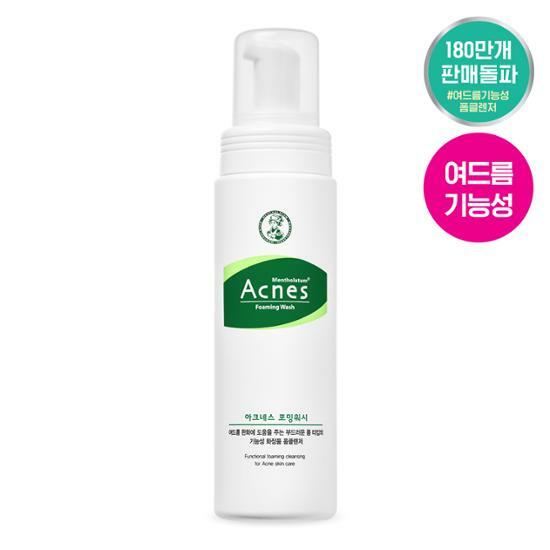 180만개
판매돌파
#여드름기능성
폼클렌저
여드름
기능성
Mentholatum®
Acnes
Foaming Wash
아크네스 포밍워시
여드름 완화에 도움을 주는 부드러운 폼 타입의
기능성 화장품 폼클렌저
Functional foaming cleansing
for Acne skin care